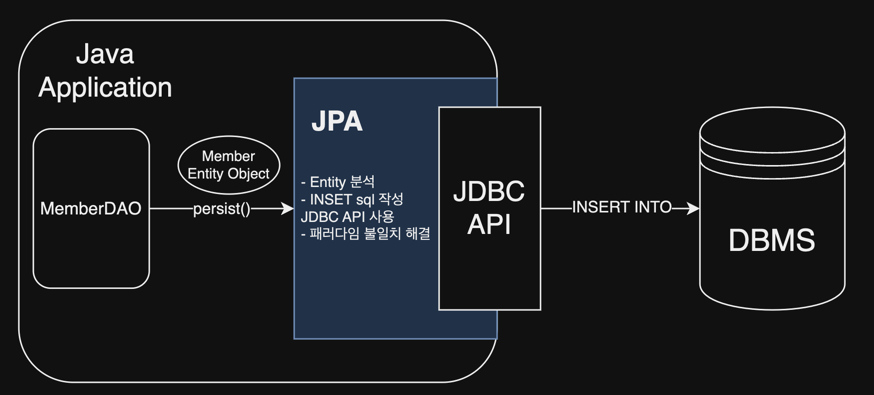 Java
Application
MemberDAO
Member
Entity Object
persist()
JPA
- Entity 분석
- INSET sql 작성
JDBC API 사용
- 패러다임 불일치 해결
JDBC
API
INSERT INTO
DBMS